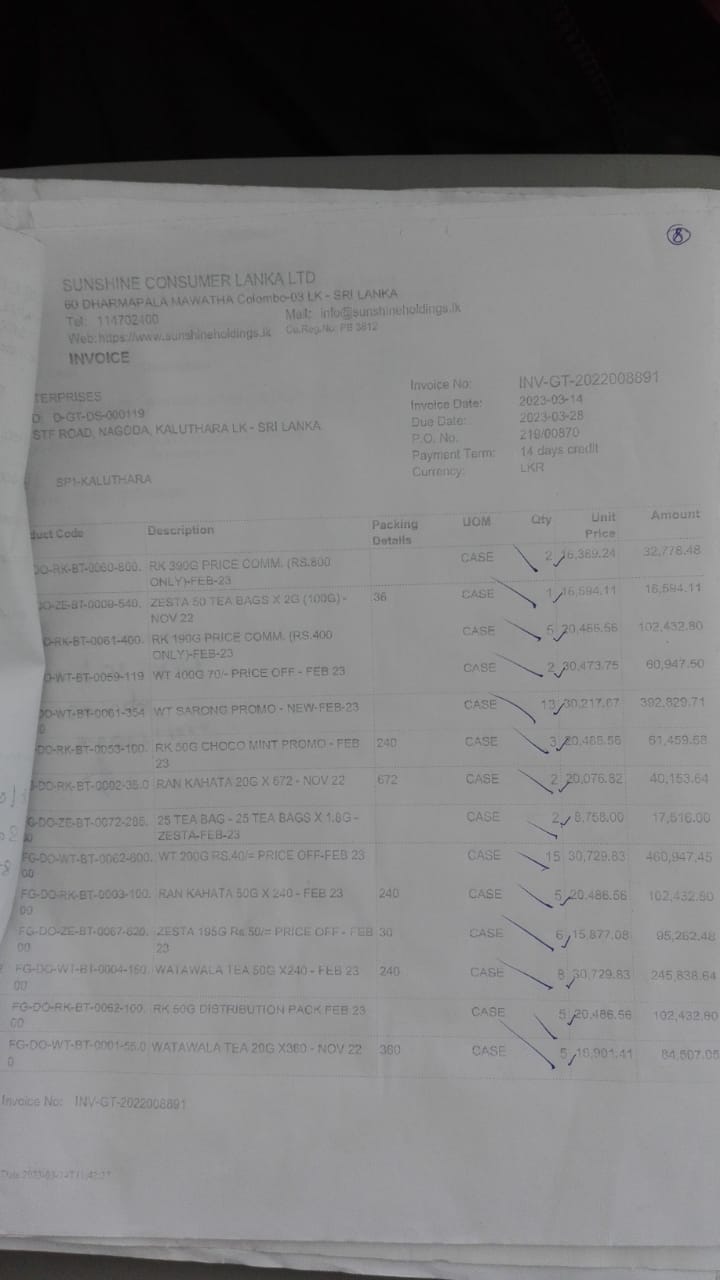 8
SUNSHINE CONSUMER LANKA LTD
60 DHARMAPALA MAWATHA Colombo-03 LK - SRI LANKA
Tel: 114702400 Mail: info@sunshineholdings.lk
Web:https://www.sunshineholdings.lk Co.Reg.No: PB 3812
INVOICE
TERPRISES
D: D-GT-DS-000119
STF ROAD, NAGODA, KALUTHARA LK - SRI LANKA
SP1-KALUTHARA
Invoice No: INV-GT-2022008891
Invoice Date: 2023-03-14
Due Date: 2023-03-28
P.O. No. 219/00870
Payment Term: 14 days credit
Currency: LKR
duct Code Description Packing Details UOM Qty Unit Price Amount
DO-RK-BT-0060-800. RK 390G PRICE COMM. (RS.800 CASE 2 16,389.24 32,778.48
ONLY)-FEB-23
DO-ZE-BT-0009-540. ZESTA 50 TEA BAGS X 2G (100G) - 36 CASE 1 16,594.11 16,594.11
NOV 22
O-RK-BT-0061-400. RK 190G PRICE COMM. (RS.400 CASE 5 20,486.56 102,432.80
ONLY)-FEB-23
O-WT-BT-0059-119 WT 400G 70/- PRICE OFF - FEB 23 CASE 2 30,473.75 60,947.50
DO-WT-BT-0061-354 WT SARONG PROMO - NEW-FEB-23 CASE 13 30,217.67 392,829.71
0
DO-RK-BT-0053-100. RK 50G CHOCO MINT PROMO - FEB 240 CASE 3 20,486.56 61,459.68
23
-DO-RK-BT-0002-35.0 RAN KAHATA 20G X 672 - NOV 22 672 CASE 2 20,076.82 40,153.64
G-DO-ZE-BT-0072-285. 25 TEA BAG - 25 TEA BAGS X 1.8G - CASE 2 8,758.00 17,516.00
ZESTA-FEB-23
FG-DO-WT-BT-0062-600. WT 200G RS.40/= PRICE OFF-FEB 23 CASE 15 30,729.83 460,947.45
00
FG-DO-RK-BT-0003-100. RAN KAHATA 50G X 240 - FEB 23 240 CASE 5 20,486.56 102,432.80
00
FG-DO-ZE-BT-0067-620. ZESTA 195G Rs.50/= PRICE OFF - FEB 30 CASE 6 15,877.08 95,262.48
00 23
FG-DO-WT-BT-0004-160. WATAWALA TEA 50G X240 - FEB 23 240 CASE 8 30,729.83 245,838.64
00
FG-DO-RK-BT-0062-100. RK 50G DISTRIBUTION PACK FEB 23 CASE 5 20,486.56 102,432.80
00
FG-DO-WT-BT-0001-55.0 WATAWALA TEA 20G X360 - NOV 22 360 CASE 5 16,901.41 84,507.05
0
Invoice No: INV-GT-2022008891